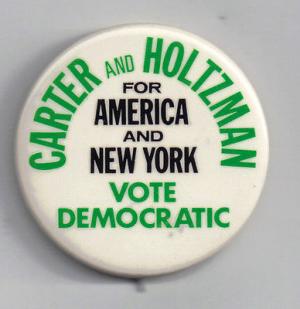 CARTER AND HOLTZMAN
FOR
AMERICA
AND
NEW YORK
VOTE
DEMOCRATIC